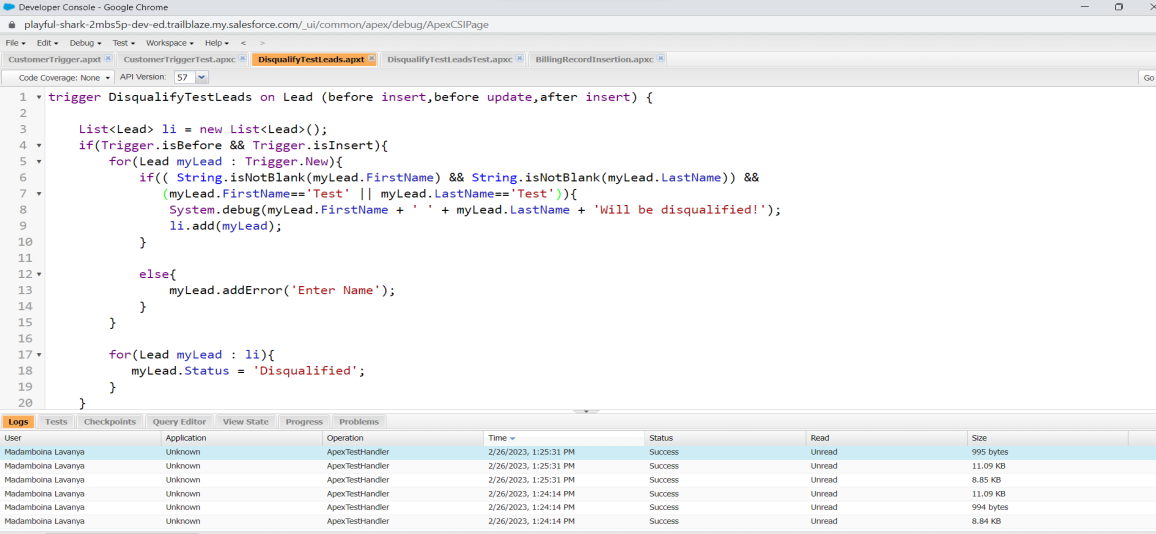 Developer Console - Google Chrome
playful-shark-2mbs5p-dev-ed.trailblaze.my.salesforce.com/_ui/common/apex/debug/ApexCSIPage
File Edit Debug Test Workspace Help < >
CustomerTrigger.apxt CustomerTriggerTest.apxc DisqualifyTestLeads.apxt DisqualifyTestLeadsTest.apxc BillingRecordInsertion.apxc
Code Coverage: None API Version: 57 Go
1 trigger DisqualifyTestLeads on Lead (before insert,before update,after insert) {
2
3 List<Lead> li = new List<Lead>();
4 if(Trigger.isBefore && Trigger.isInsert){
5 for(Lead myLead : Trigger.New){
6 if(( String.isNotBlank(myLead.FirstName) && String.isNotBlank(myLead.LastName)) &&
7 (myLead.FirstName=='Test' || myLead.LastName=='Test')){
8 System.debug(myLead.FirstName + ' ' + myLead.LastName + 'Will be disqualified!');
9 li.add(myLead);
10 }
11
12 else{
13 myLead.addError('Enter Name');
14 }
15 }
16
17 for(Lead myLead : li){
18 myLead.Status = 'Disqualified';
19 }
20 }
Logs Tests Checkpoints Query Editor View State Progress Problems
User Application Operation Time Status Read Size
Madamboina Lavanya Unknown ApexTestHandler 2/26/2023, 1:25:31 PM Success Unread 995 bytes
Madamboina Lavanya Unknown ApexTestHandler 2/26/2023, 1:25:31 PM Success Unread 11.09 KB
Madamboina Lavanya Unknown ApexTestHandler 2/26/2023, 1:25:31 PM Success Unread 8.85 KB
Madamboina Lavanya Unknown ApexTestHandler 2/26/2023, 1:24:14 PM Success Unread 11.09 KB
Madamboina Lavanya Unknown ApexTestHandler 2/26/2023, 1:24:14 PM Success Unread 994 bytes
Madamboina Lavanya Unknown ApexTestHandler 2/26/2023, 1:24:14 PM Success Unread 8.84 KB